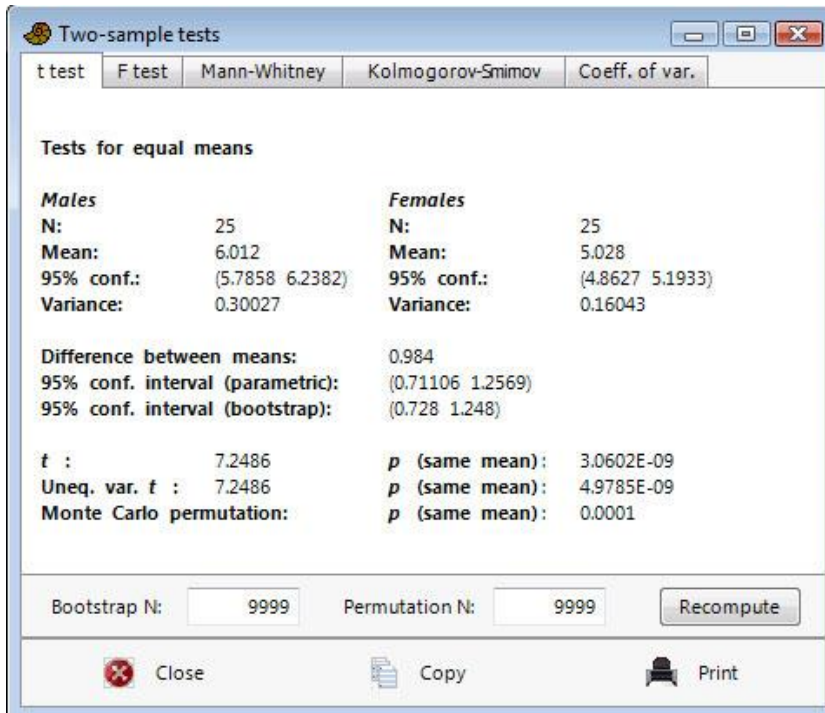 Two-sample tests
t test F test Mann-Whitney Kolmogorov-Smirnov Coeff. of var.
Tests for equal means
Males Females
N: 25 N: 25
Mean: 6.012 Mean: 5.028
95% conf.: (5.7858 6.2382) 95% conf.: (4.8627 5.1933)
Variance: 0.30027 Variance: 0.16043
Difference between means: 0.984
95% conf. interval (parametric): (0.71106 1.2569)
95% conf. interval (bootstrap): (0.728 1.248)
t : 7.2486 p (same mean): 3.0602E-09
Uneq. var. t : 7.2486 p (same mean): 4.9785E-09
Monte Carlo permutation: p (same mean): 0.0001
Bootstrap N: 9999 Permutation N: 9999 Recompute
Close Copy Print